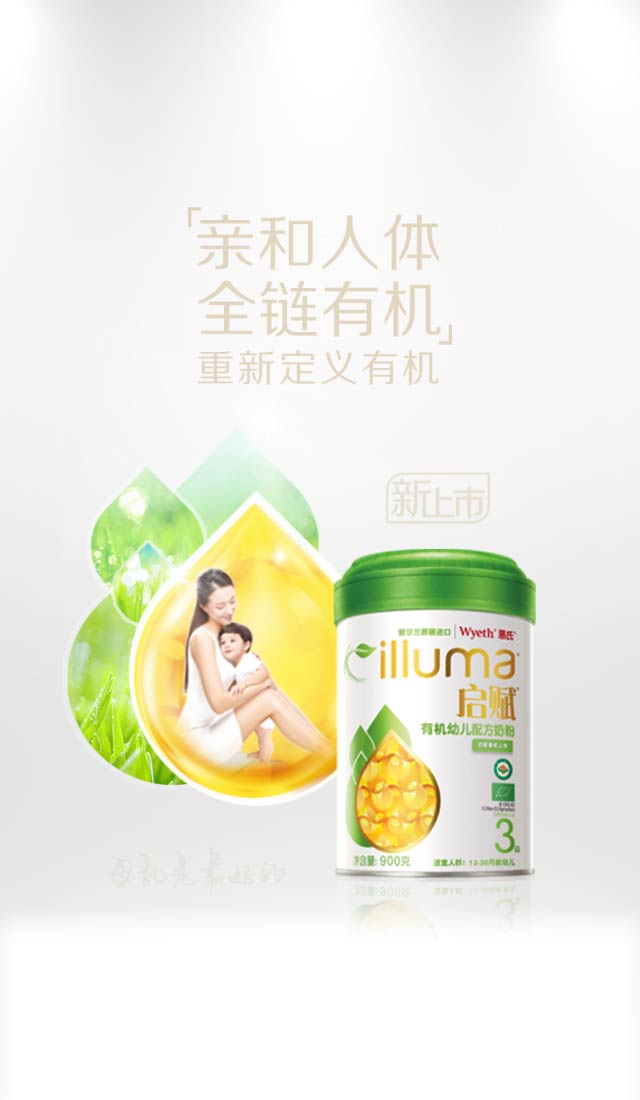 「亲和人体
全链有机」
重新定义有机
新上市
爱尔兰原装进口 Wyeth® 惠氏®
illuma®
启赋®
有机幼儿配方奶粉
3段
净含量: 900克 适宜人群: 12-36月龄幼儿
母乳是最好的